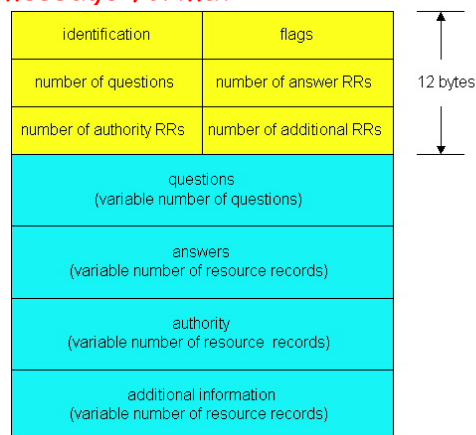 identification flags
number of questions number of answer RRs 12 bytes
number of authority RRs number of additional RRs
questions
(variable number of questions)
answers
(variable number of resource records)
authority
(variable number of resource records)
additional information
(variable number of resource records)